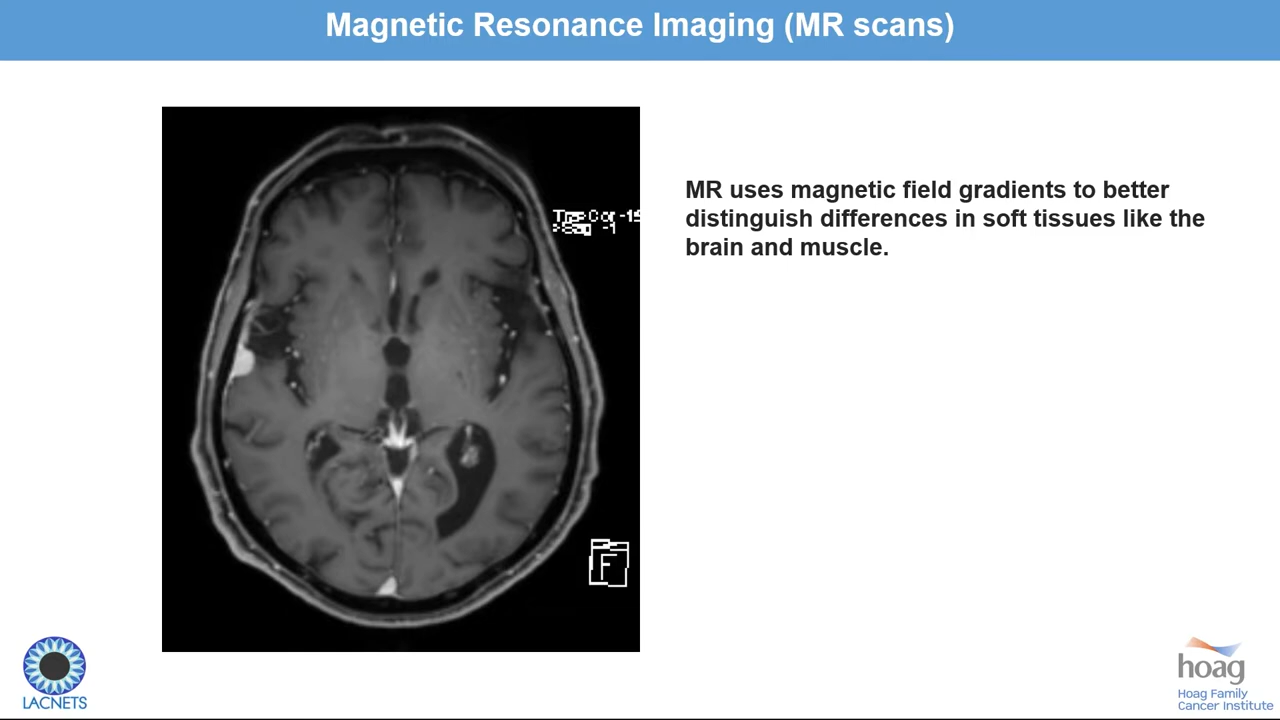 Magnetic Resonance Imaging (MR scans)
MR uses magnetic field gradients to better
distinguish differences in soft tissues like the
brain and muscle.
F
LACNETS
hoag
Hoag Family
Cancer Institute